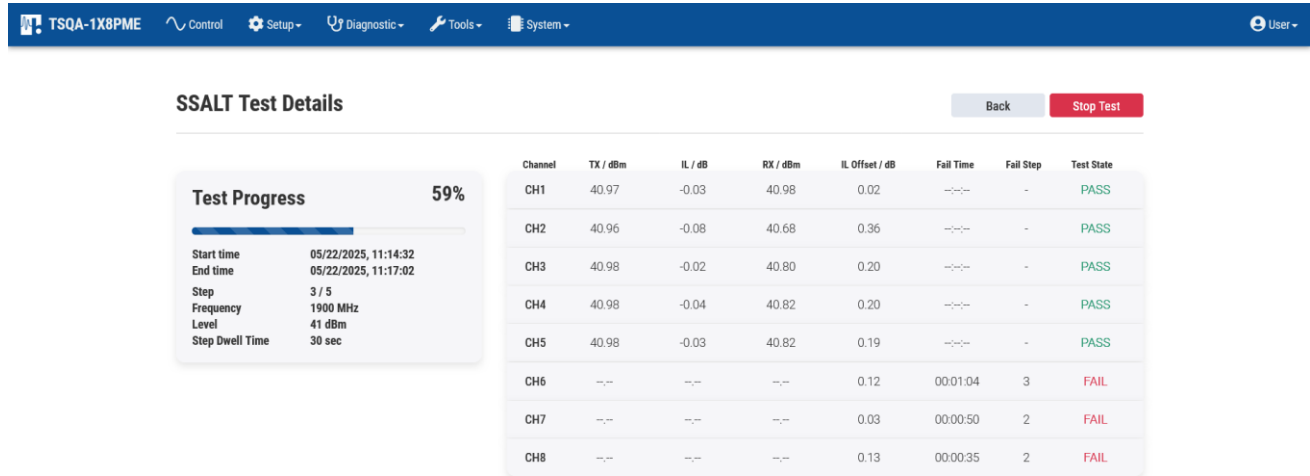 TSQA-1X8PME Control Setup Diagnostic Tools System User
SSALT Test Details Back Stop Test
Test Progress 59%
Start time 05/22/2025, 11:14:32
End time 05/22/2025, 11:17:02
Step 3 / 5
Frequency 1900 MHz
Level 41 dBm
Step Dwell Time 30 sec
Channel TX / dBm IL / dB RX / dBm IL Offset / dB Fail Time Fail Step Test State
CH1 40.97 -0.03 40.98 0.02 --:--:-- - PASS
CH2 40.96 -0.08 40.68 0.36 --:--:-- - PASS
CH3 40.98 -0.02 40.80 0.20 --:--:-- - PASS
CH4 40.98 -0.04 40.82 0.20 --:--:-- - PASS
CH5 40.98 -0.03 40.82 0.19 --:--:-- - PASS
CH6 --.-- --.-- --.-- 0.12 00:01:04 3 FAIL
CH7 --.-- --.-- --.-- 0.03 00:00:50 2 FAIL
CH8 --.-- --.-- --.-- 0.13 00:00:35 2 FAIL